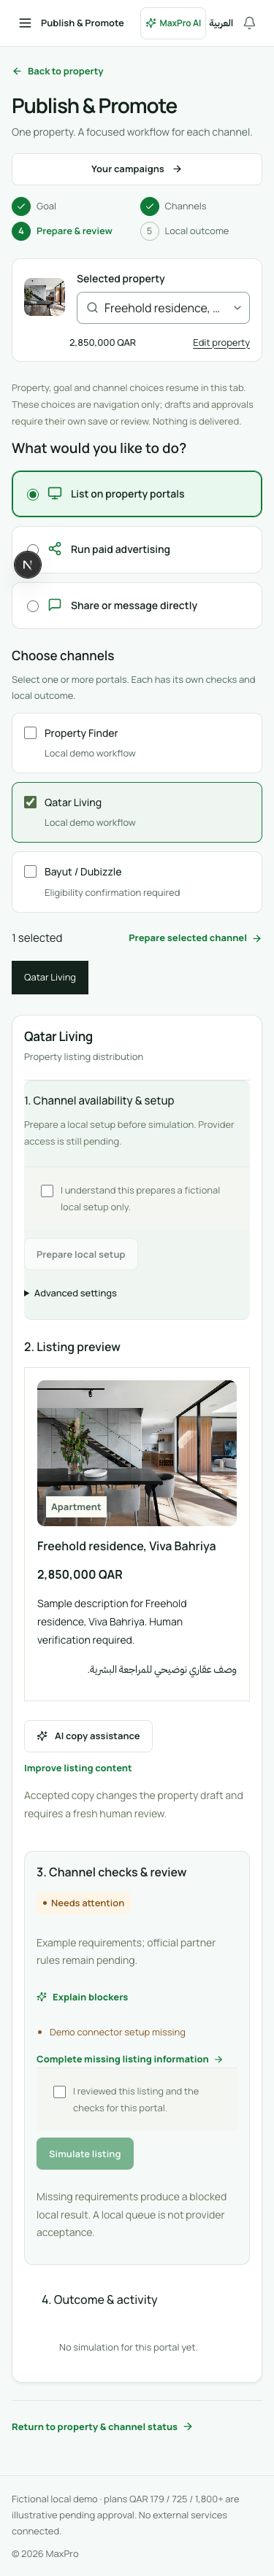 Publish & Promote
MaxPro AI
العربية
Back to property
Publish & Promote
One property. A focused workflow for each channel.
Your campaigns
Goal
Channels
4
Prepare & review
5
Local outcome
Selected property
Freehold residence, ...
2,850,000 QAR
Edit property
Property, goal and channel choices resume in this tab.
These choices are navigation only; drafts and approvals
require their own save or review. Nothing is delivered.
What would you like to do?
List on property portals
Run paid advertising
N
Share or message directly
Choose channels
Select one or more portals. Each has its own checks and
local outcome.
Property Finder
Local demo workflow
Qatar Living
Local demo workflow
Bayut / Dubizzle
Eligibility confirmation required
1 selected
Prepare selected channel
Qatar Living
Qatar Living
Property listing distribution
1. Channel availability & setup
Prepare a local setup before simulation. Provider
access is still pending.
I understand this prepares a fictional
local setup only.
Prepare local setup
Advanced settings
2. Listing preview
Apartment
Freehold residence, Viva Bahriya
2,850,000 QAR
Sample description for Freehold
residence, Viva Bahriya. Human
verification required.
وصف عقاري توضيحي للمراجعة البشرية.
AI copy assistance
Improve listing content
Accepted copy changes the property draft and
requires a fresh human review.
3. Channel checks & review
Needs attention
Example requirements; official partner
rules remain pending.
Explain blockers
Demo connector setup missing
Complete missing listing information
I reviewed this listing and the
checks for this portal.
Simulate listing
Missing requirements produce a blocked
local result. A local queue is not provider
acceptance.
4. Outcome & activity
No simulation for this portal yet.
Return to property & channel status
Fictional local demo · plans QAR 179 / 725 / 1,800+ are
illustrative pending approval. No external services
connected.
© 2026 MaxPro